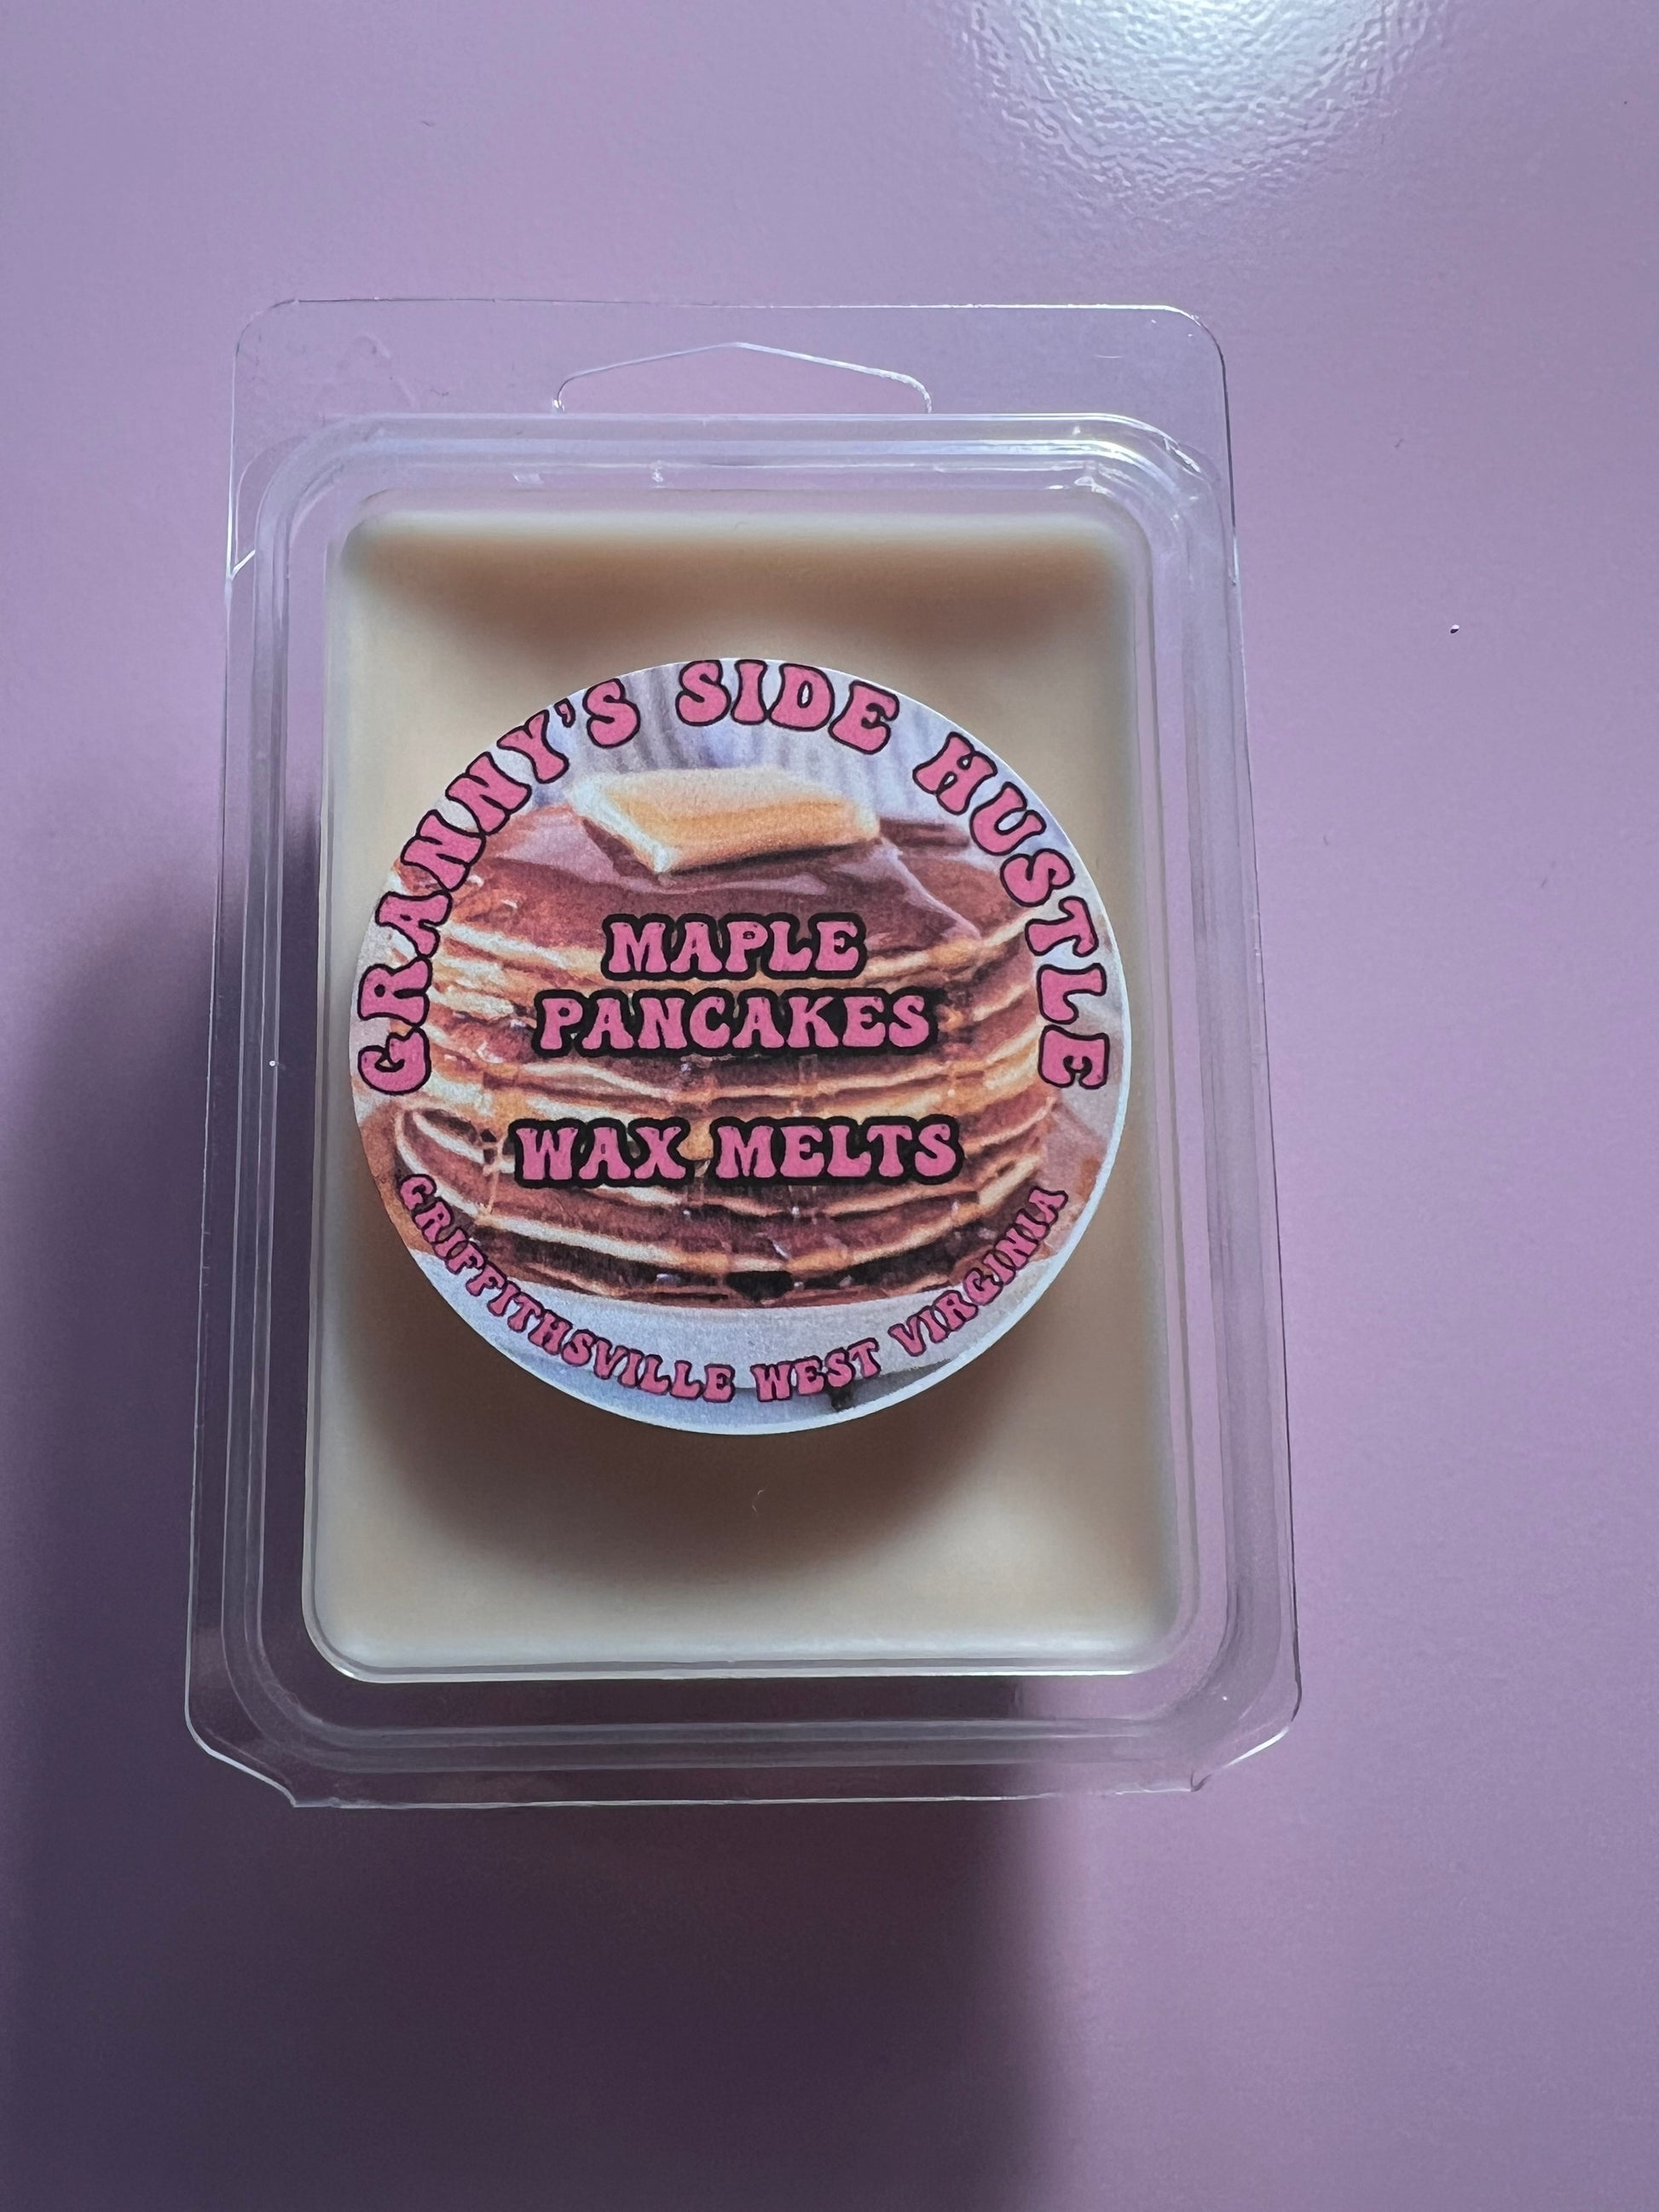 GRANNY'S SIDE HUSTLE
MAPLE
PANCAKES
WAX MELTS
GRIFFITHSVILLE WEST VIRGINIA